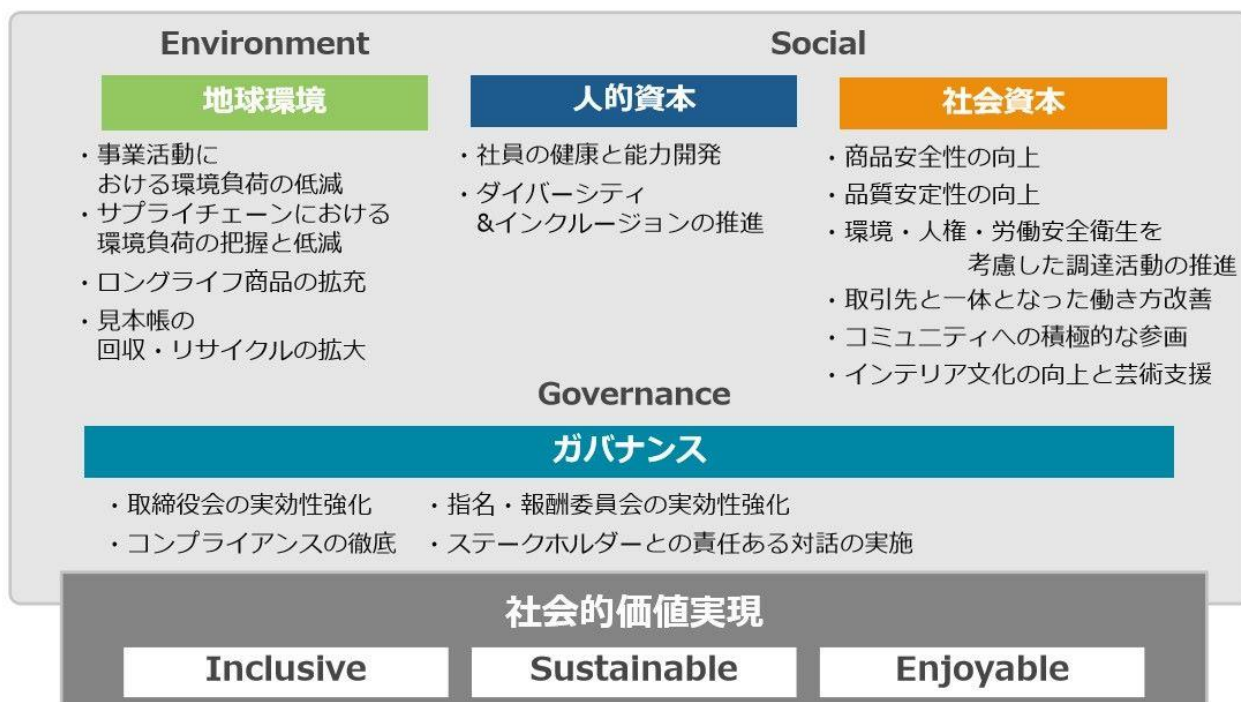 Environment
Social
地球環境
・事業活動に
おける環境負荷の低減
・サプライチェーンにおける
環境負荷の把握と低減
・ロングライフ商品の拡充
・見本帳の
回収・リサイクルの拡大
人的資本
・社員の健康と能力開発
・ダイバーシティ
&インクルージョンの推進
社会資本
・商品安全性の向上
・品質安定性の向上
・環境・人権・労働安全衛生を
考慮した調達活動の推進
・取引先と一体となった働き方改善
・コミュニティへの積極的な参画
・インテリア文化の向上と芸術支援
Governance
ガバナンス
・取締役会の実効性強化
・指名・報酬委員会の実効性強化
・コンプライアンスの徹底
・ステークホルダーとの責任ある対話の実施
社会的価値実現
Inclusive
Sustainable
Enjoyable